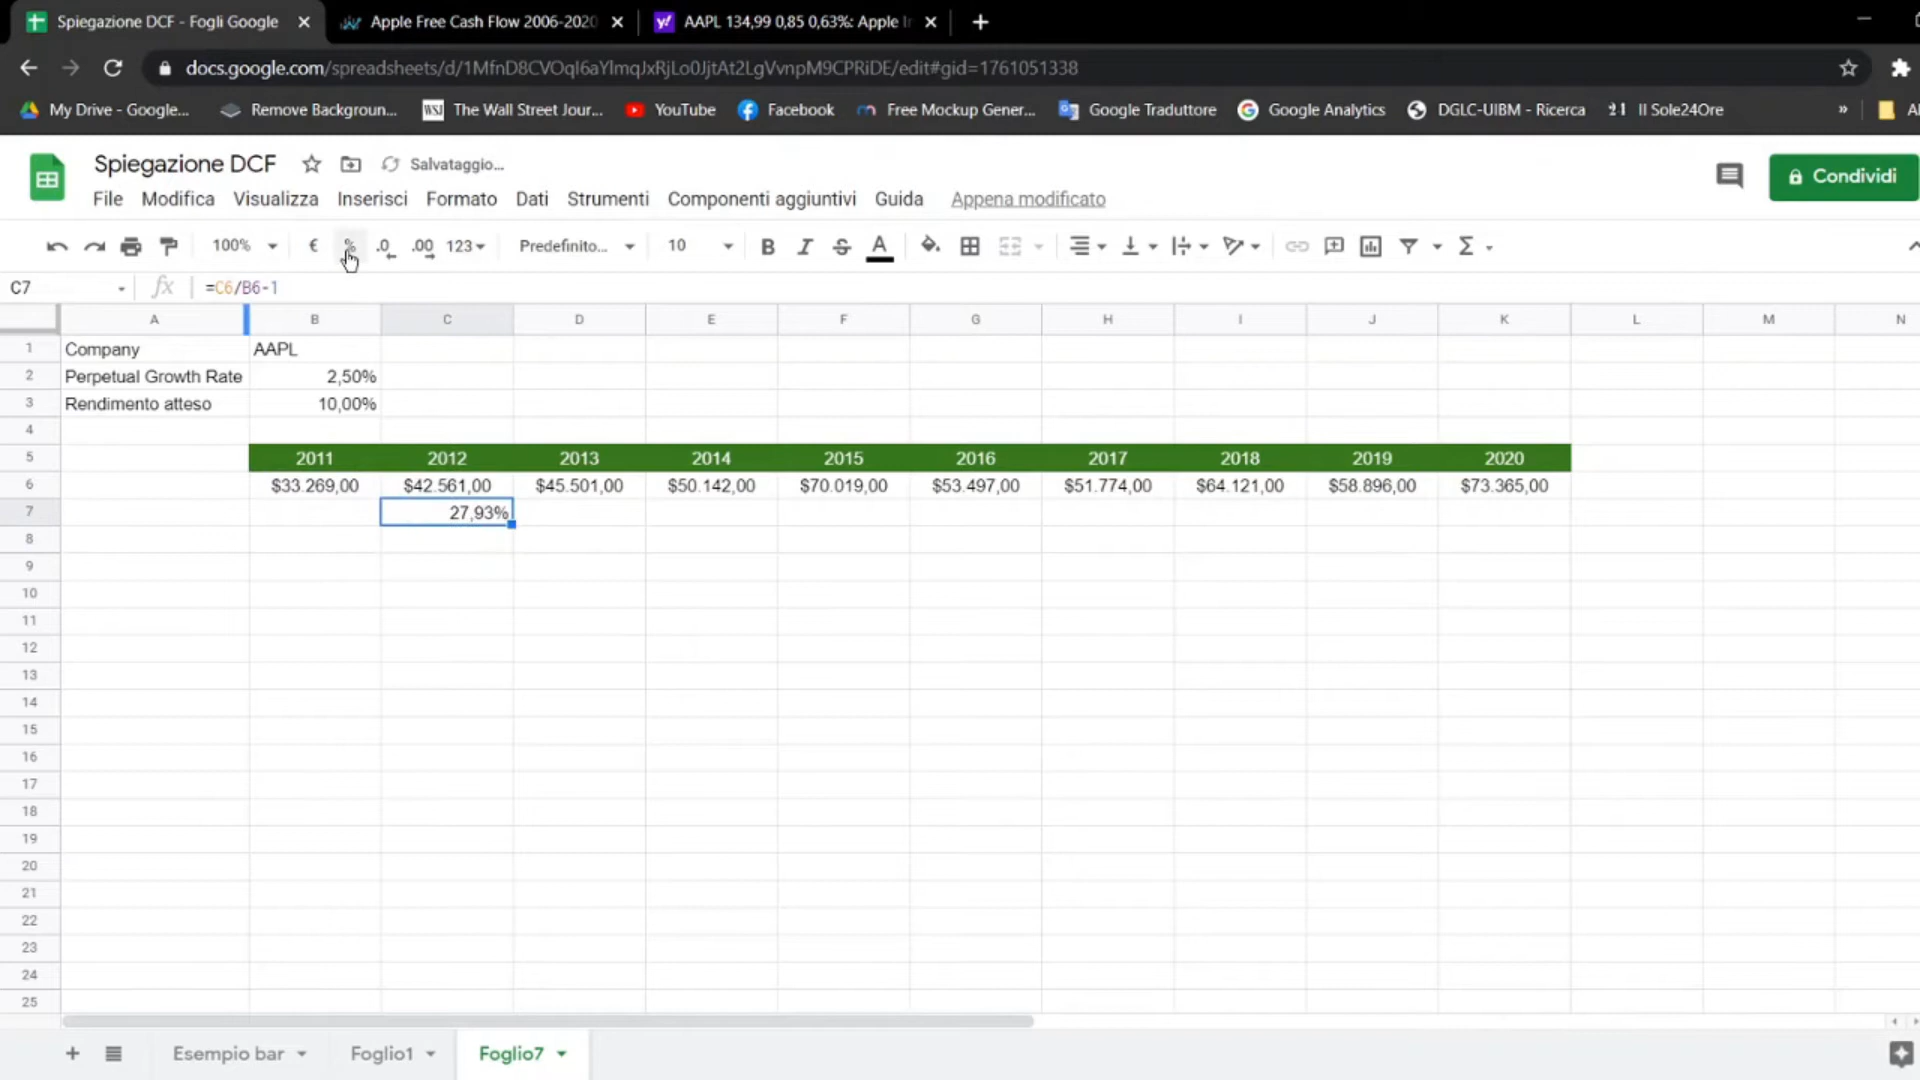 Spiegazione DCF - Fogli Google
Apple Free Cash Flow 2006-2020
AAPL 134,99 0,85 0,63%: Apple In
docs.google.com/spreadsheets/d/1MfnD8CVOqI6aYlmqJxRjLo0JjtAt2LgVvnpM9CPRiDE/edit#gid=1761051338
My Drive - Google... Remove Backgroun... WSJ The Wall Street Jour... YouTube Facebook Free Mockup Gener... Google Traduttore Google Analytics DGLC-UIBM - Ricerca Il Sole24Ore »
Spiegazione DCF Salvataggio...
Condividi
File Modifica Visualizza Inserisci Formato Dati Strumenti Componenti aggiuntivi Guida Appena modificato
100% € % .0 .00 123 Predefinito... 10 B I S A Σ
C7 fx =C6/B6-1
A B C D E F G H I J K L M N
1 Company AAPL
2 Perpetual Growth Rate 2,50%
3 Rendimento atteso 10,00%
4
5 2011 2012 2013 2014 2015 2016 2017 2018 2019 2020
6 $33.269,00 $42.561,00 $45.501,00 $50.142,00 $70.019,00 $53.497,00 $51.774,00 $64.121,00 $58.896,00 $73.365,00
7 27,93%
8
9
10
11
12
13
14
15
16
17
18
19
20
21
22
23
24
25
Esempio bar Foglio1 Foglio7